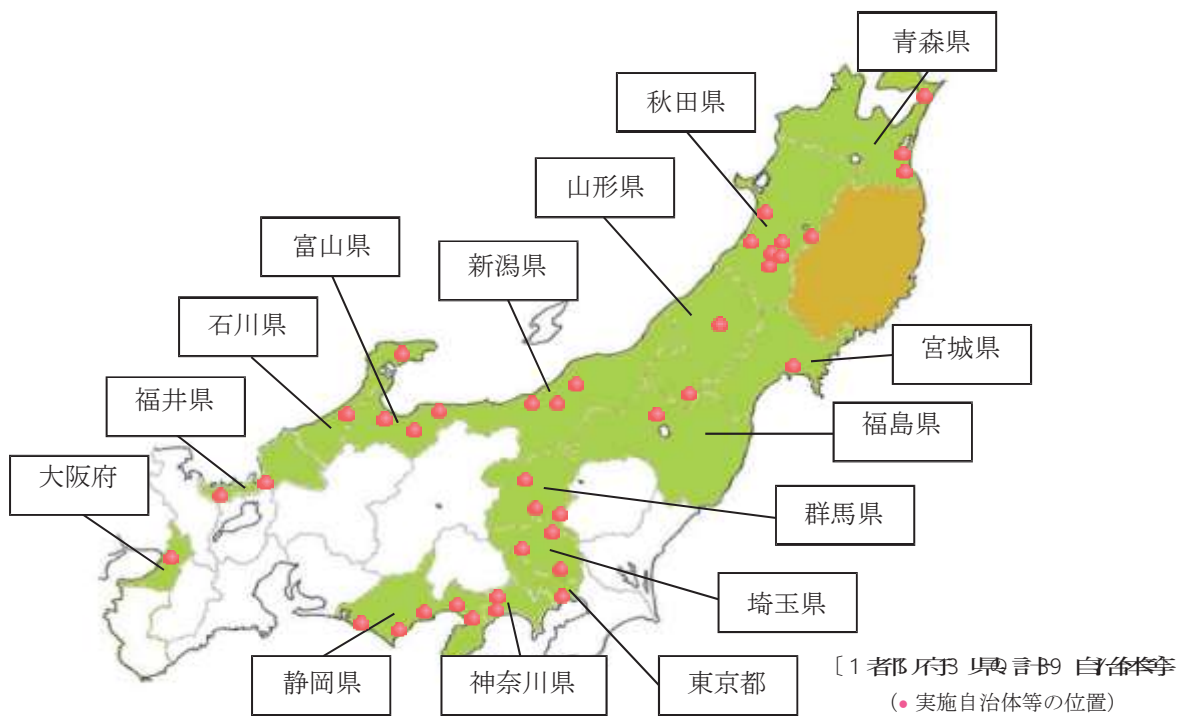 青森県
秋田県
山形県
富山県
新潟県
石川県
宮城県
福井県
福島県
大阪府
群馬県
埼玉県
静岡県
神奈川県
東京都
(● 実施自治体等の位置)